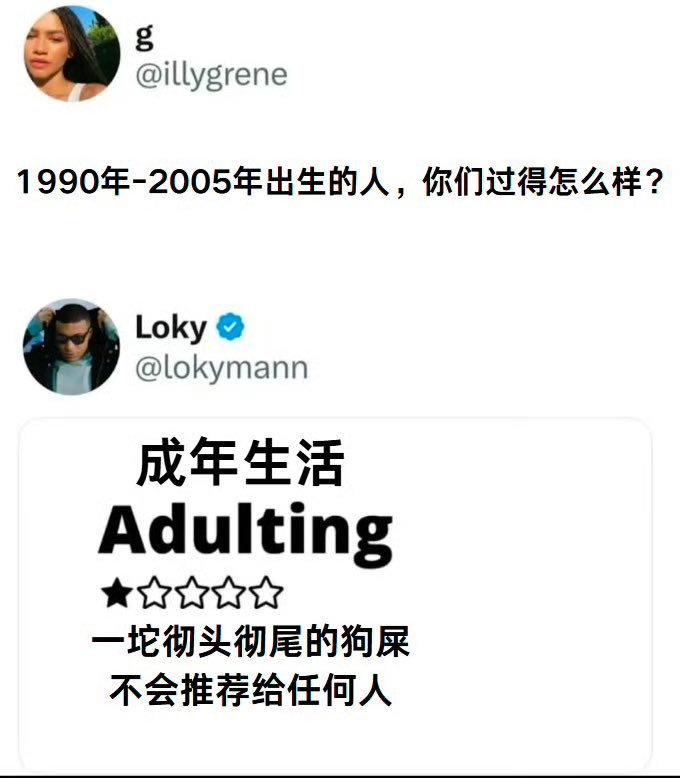 g
@illygrene
1990年-2005年出生的人，你们过得怎么样？
Loky
@lokymann
成年生活
Adulting
★☆☆☆☆
一坨彻头彻尾的狗屎
不会推荐给任何人